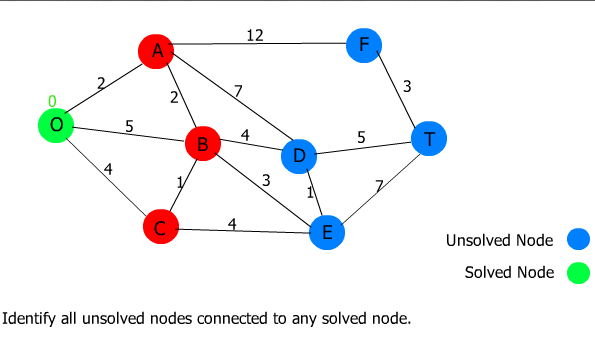 12
A
F
2
3
2
7
0
O
5
4
5
T
B
D
4
3
7
1
1
C
4
E
Unsolved Node
Solved Node
Identify all unsolved nodes connected to any solved node.